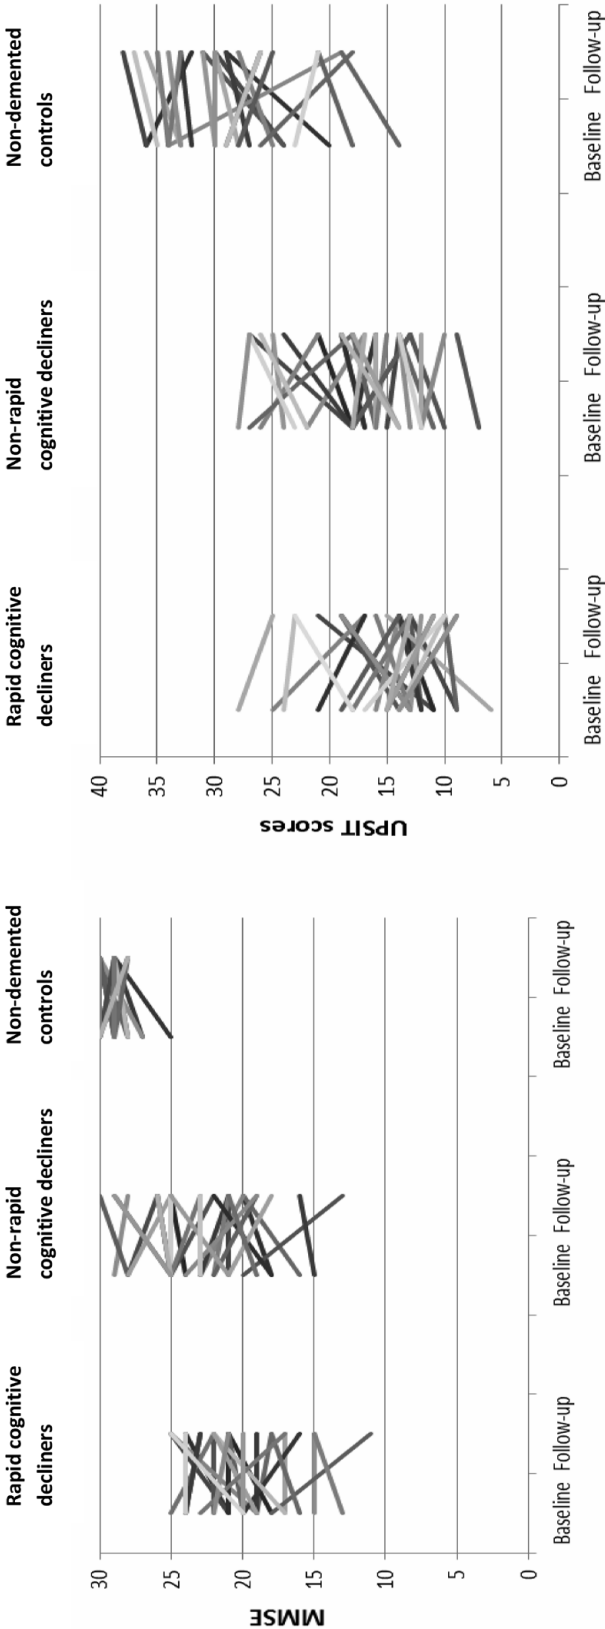 Rapid cognitive
decliners
Non-rapid
cognitive decliners
Non-demented
controls
MMSE
30
25
20
15
10
5
0
Baseline Follow-up
Baseline Follow-up
Baseline Follow-up
Rapid cognitive
decliners
Non-rapid
cognitive decliners
Non-demented
controls
UPSIT scores
40
35
30
25
20
15
10
5
0
Baseline Follow-up
Baseline Follow-up
Baseline Follow-up